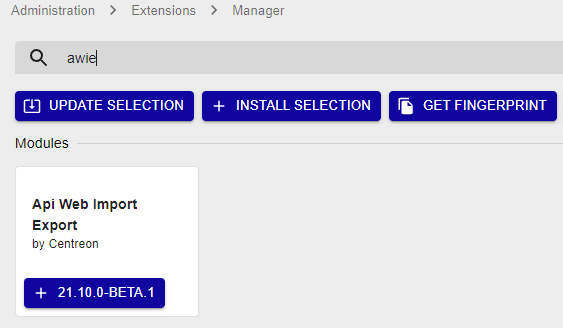 Administration > Extensions > Manager
awie
UPDATE SELECTION + INSTALL SELECTION GET FINGERPRINT
Modules
Api Web Import
Export
by Centreon
+ 21.10.0-BETA.1